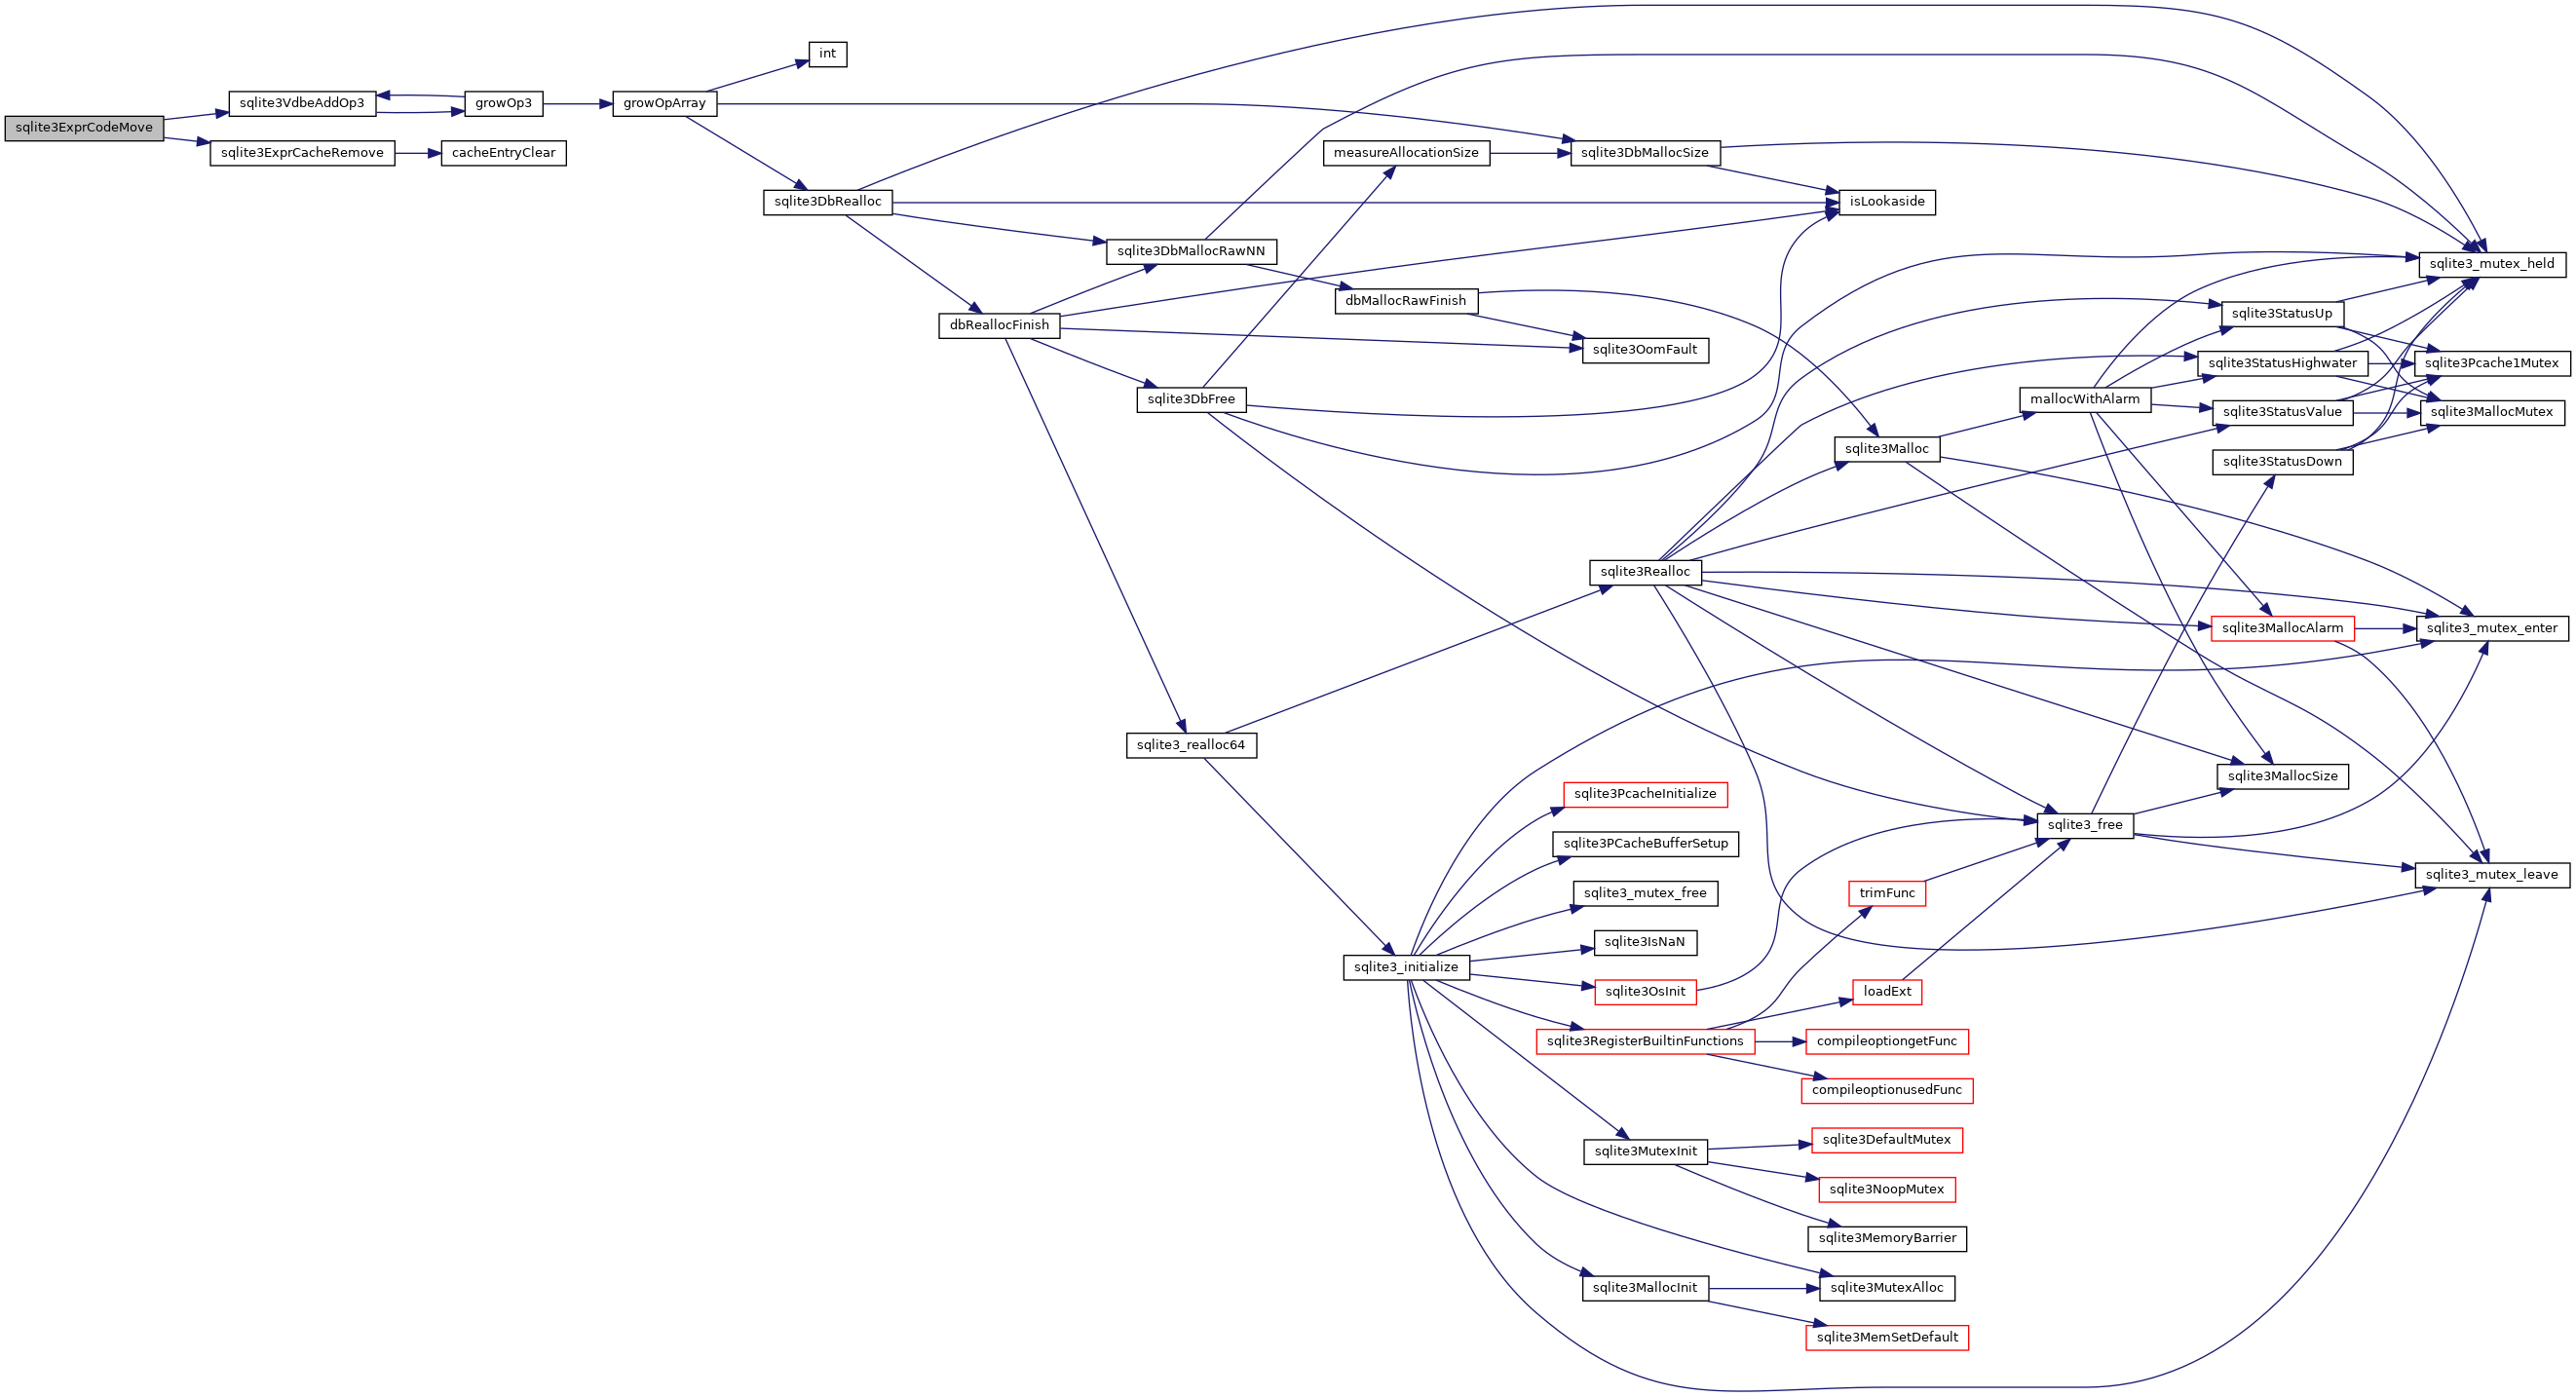 int
sqlite3VdbeAddOp3
growOp3
growOpArray
sqlite3ExprCodeMove
sqlite3ExprCacheRemove
cacheEntryClear
measureAllocationSize
sqlite3DbMallocSize
sqlite3DbRealloc
isLookaside
sqlite3DbMallocRawNN
sqlite3_mutex_held
dbMallocRawFinish
sqlite3StatusUp
dbReallocFinish
sqlite3OomFault
sqlite3StatusHighwater
sqlite3Pcache1Mutex
sqlite3DbFree
mallocWithAlarm
sqlite3StatusValue
sqlite3MallocMutex
sqlite3Malloc
sqlite3StatusDown
sqlite3Realloc
sqlite3MallocAlarm
sqlite3_mutex_enter
sqlite3_realloc64
sqlite3MallocSize
sqlite3PcacheInitialize
sqlite3_free
sqlite3PCacheBufferSetup
sqlite3_mutex_leave
sqlite3_mutex_free
trimFunc
sqlite3IsNaN
sqlite3_initialize
sqlite3OsInit
loadExt
sqlite3RegisterBuiltinFunctions
compileoptiongetFunc
compileoptionusedFunc
sqlite3DefaultMutex
sqlite3MutexInit
sqlite3NoopMutex
sqlite3MemoryBarrier
sqlite3MallocInit
sqlite3MutexAlloc
sqlite3MemSetDefault